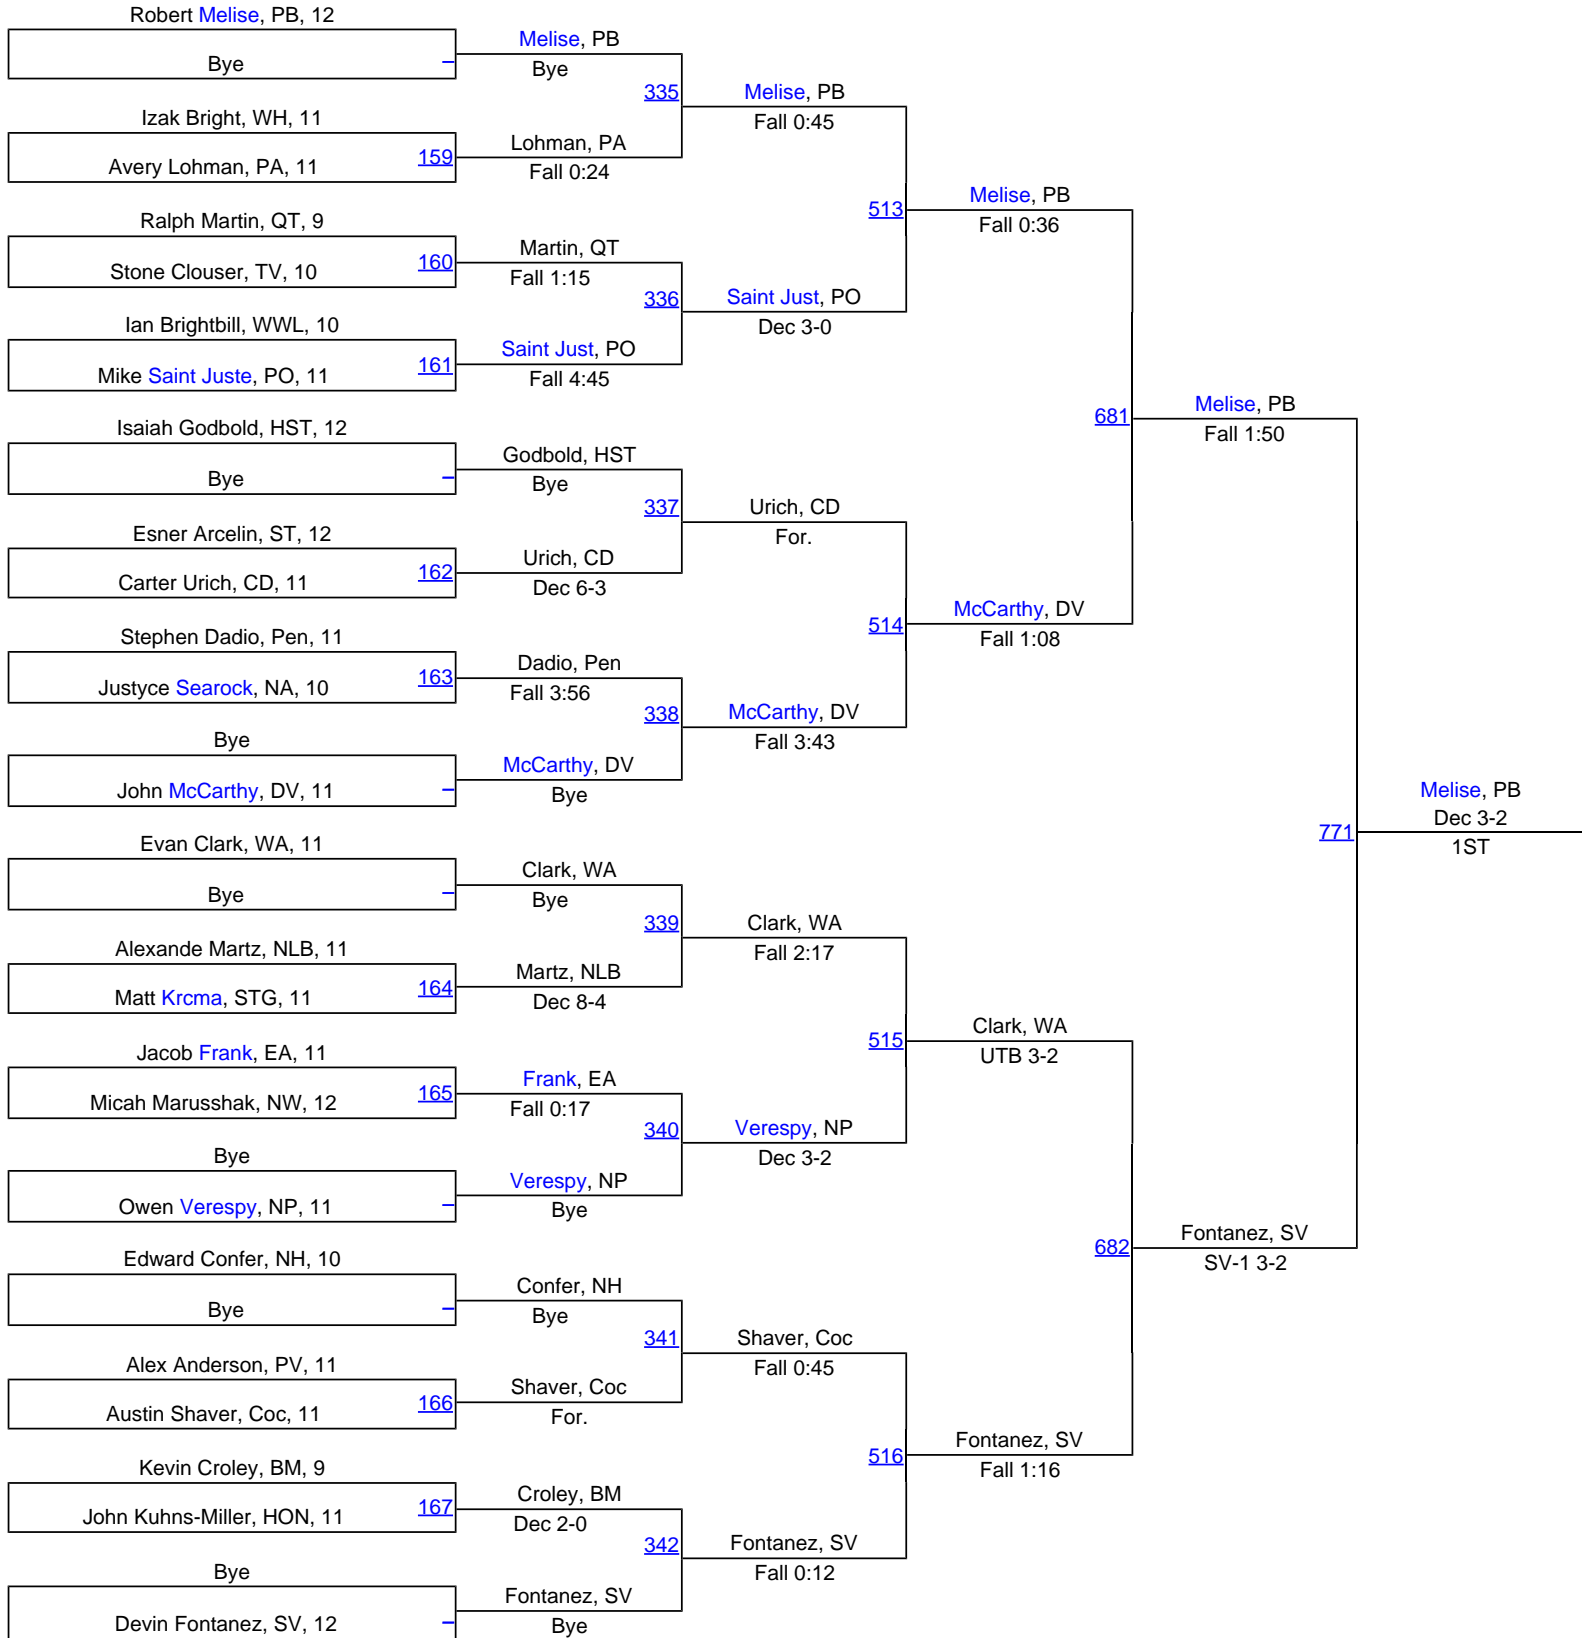 Robert Melise, PB, 12
Bye
Izak Bright, WH, 11
Avery Lohman, PA, 11
159
Ralph Martin, QT, 9
Stone Clouser, TV, 10
160
Ian Brightbill, WWL, 10
Mike Saint Juste, PO, 11
161
Isaiah Godbold, HST, 12
Bye
Esner Arcelin, ST, 12
Carter Urich, CD, 11
162
Stephen Dadio, Pen, 11
Justyce Searock, NA, 10
163
Bye
John McCarthy, DV, 11
Evan Clark, WA, 11
Bye
Alexande Martz, NLB, 11
Matt Krcma, STG, 11
164
Jacob Frank, EA, 11
Micah Marusshak, NW, 12
165
Bye
Owen Verespy, NP, 11
Edward Confer, NH, 10
Bye
Alex Anderson, PV, 11
Austin Shaver, Coc, 11
166
Kevin Croley, BM, 9
John Kuhns-Miller, HON, 11
167
Bye
Devin Fontanez, SV, 12
Melise, PB
Bye
335
Lohman, PA
Fall 0:24
Martin, QT
Fall 1:15
336
Saint Just, PO
Fall 4:45
Godbold, HST
Bye
337
Urich, CD
Dec 6-3
Dadio, Pen
Fall 3:56
338
McCarthy, DV
Bye
Clark, WA
Bye
339
Martz, NLB
Dec 8-4
Frank, EA
Fall 0:17
340
Verespy, NP
Bye
Confer, NH
Bye
341
Shaver, Coc
For.
Croley, BM
Dec 2-0
342
Fontanez, SV
Bye
Melise, PB
Fall 0:45
513
Saint Just, PO
Dec 3-0
Urich, CD
For.
514
McCarthy, DV
Fall 3:43
Clark, WA
Fall 2:17
515
Verespy, NP
Dec 3-2
Shaver, Coc
Fall 0:45
516
Fontanez, SV
Fall 0:12
Melise, PB
Fall 0:36
681
McCarthy, DV
Fall 1:08
Clark, WA
UTB 3-2
682
Fontanez, SV
Fall 1:16
Melise, PB
Fall 1:50
771
Fontanez, SV
SV-1 3-2
Melise, PB
Dec 3-2
1ST